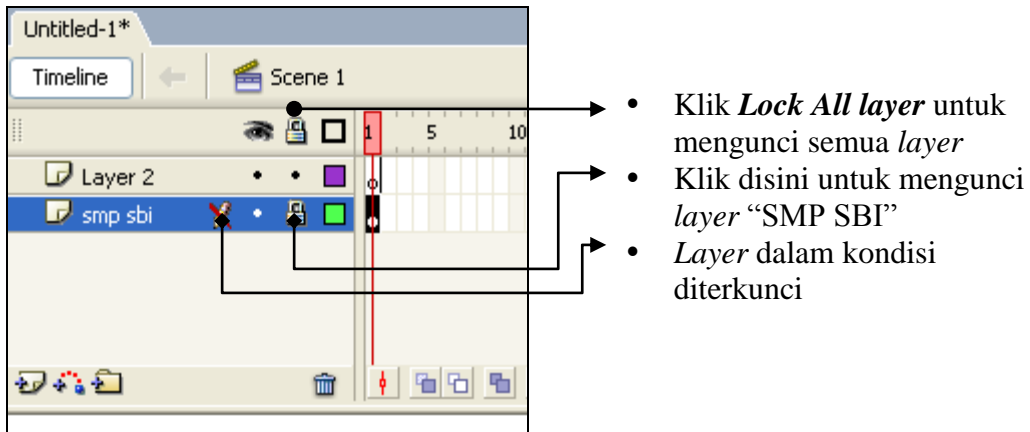 Untitled-1*
Timeline Scene 1
1 5 10
Layer 2
smp sbi
• Klik Lock All layer untuk
mengunci semua layer
• Klik disini untuk mengunci
layer “SMP SBI”
• Layer dalam kondisi
diterkunci